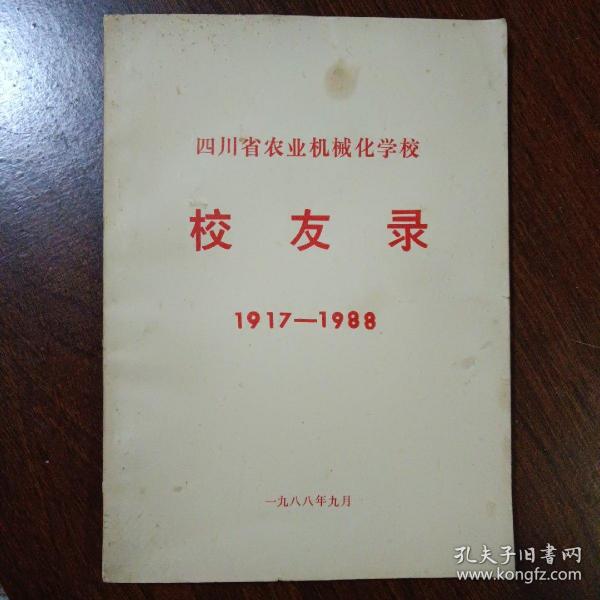 四川省农业机械化学校
校友录
1917—1988
一九八八年九月
孔夫子旧书网
www.kongfz.com